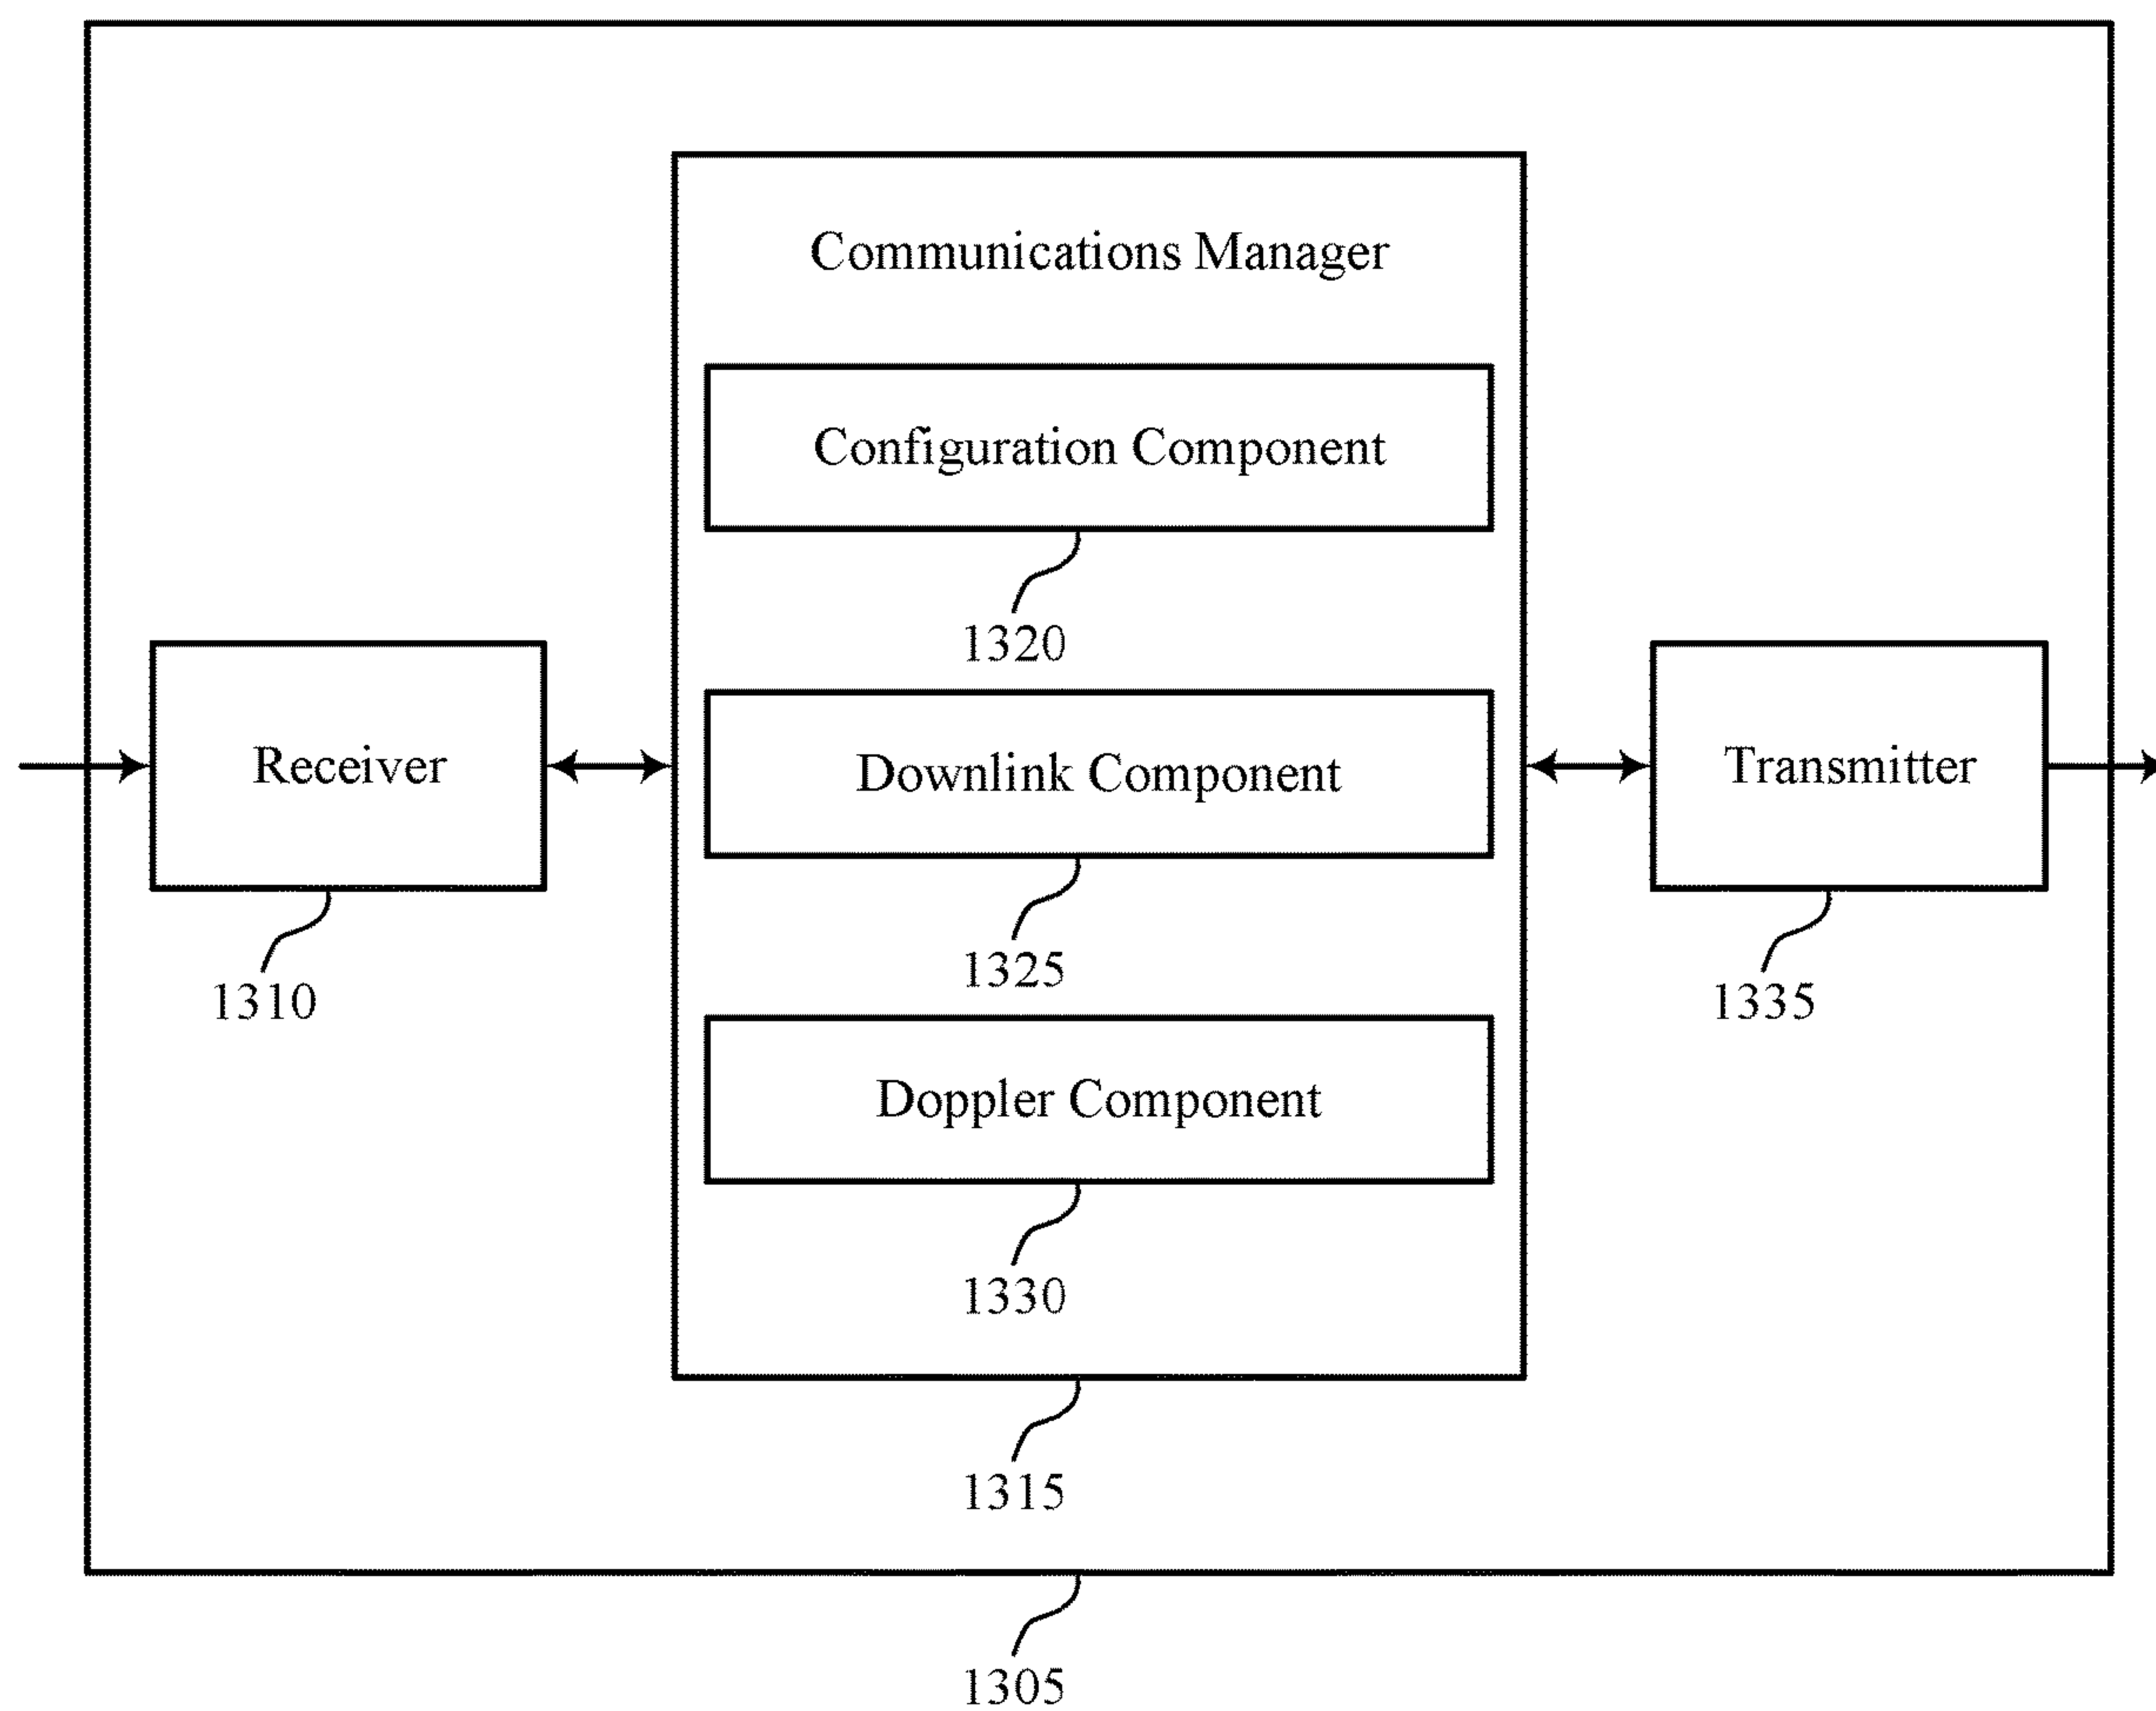 Communications Manager
Configuration Component
1320
Receiver
1310
Downlink Component
1325
Transmitter
1335
Doppler Component
1330
1315
1305